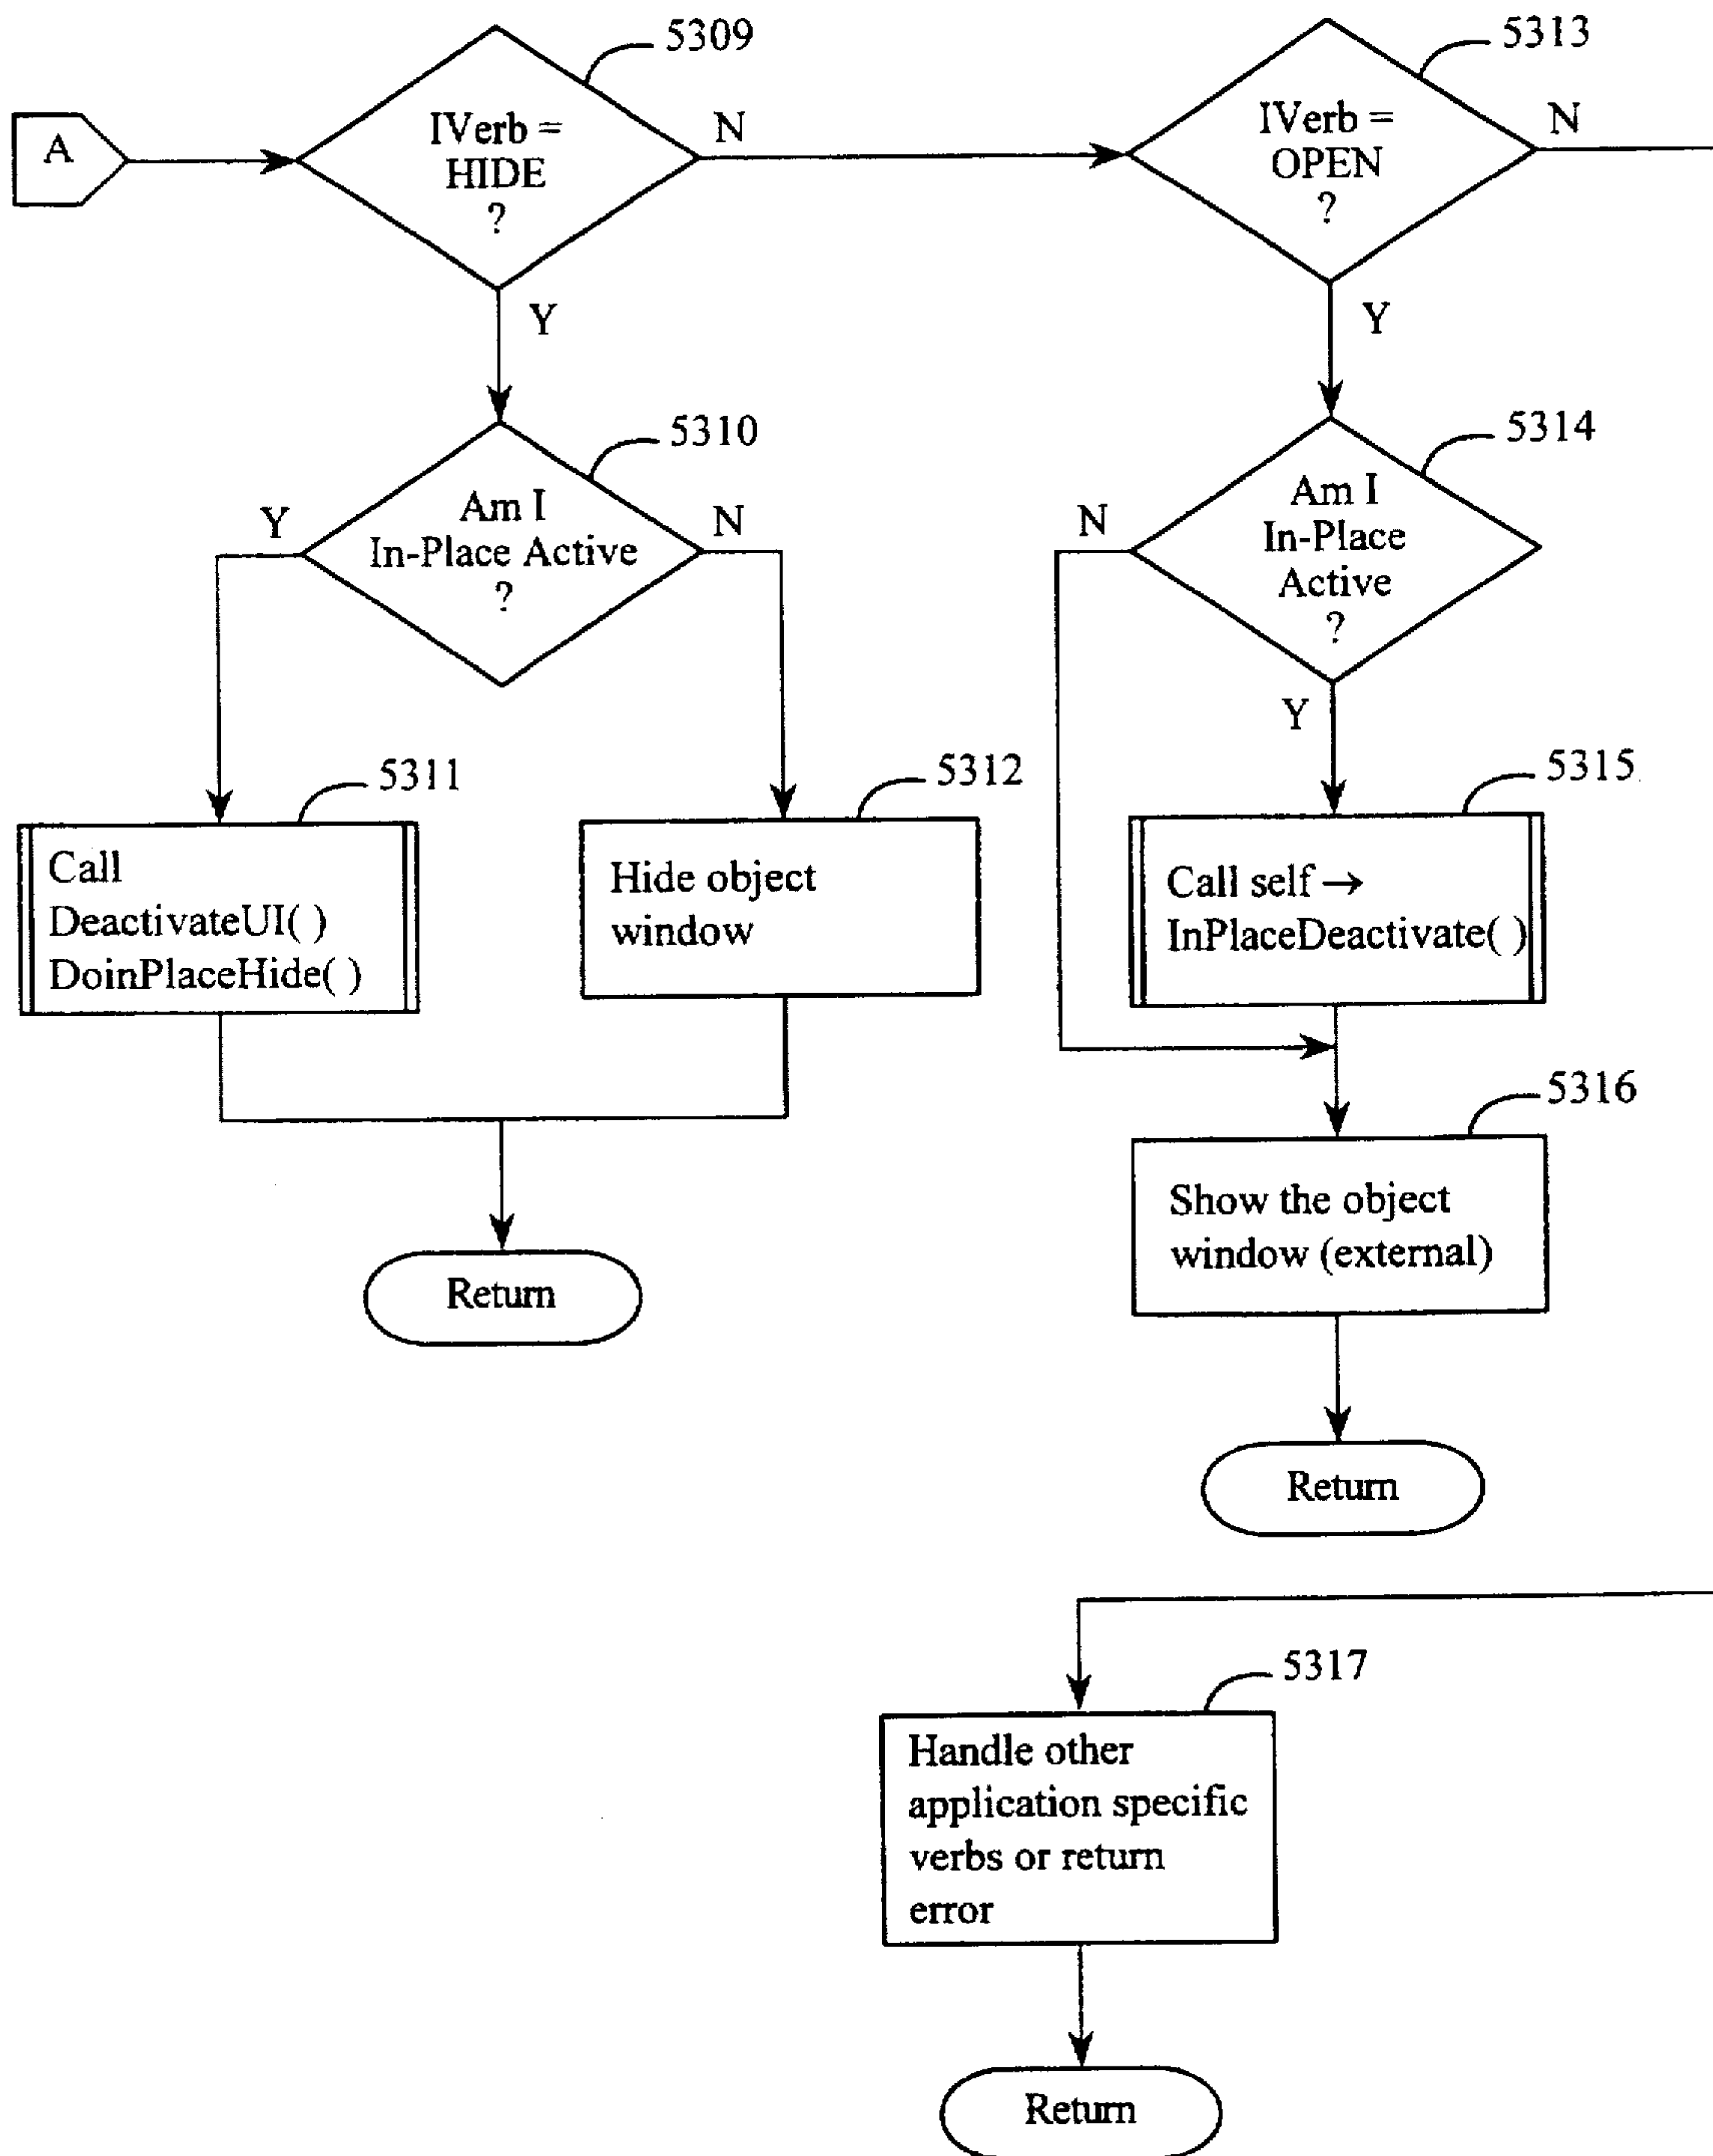 A
5309
IVerb =
HIDE
?
N
Y
5313
IVerb =
OPEN
?
N
Y
5310
Am I
In-Place Active
?
Y
N
5314
Am I
In-Place
Active
?
N
Y
5311
Call
DeactivateUI( )
DoinPlaceHide( )
5312
Hide object
window
5315
Call self →
InPlaceDeactivate( )
5316
Show the object
window (external)
Return
Return
5317
Handle other
application specific
verbs or return
error
Return